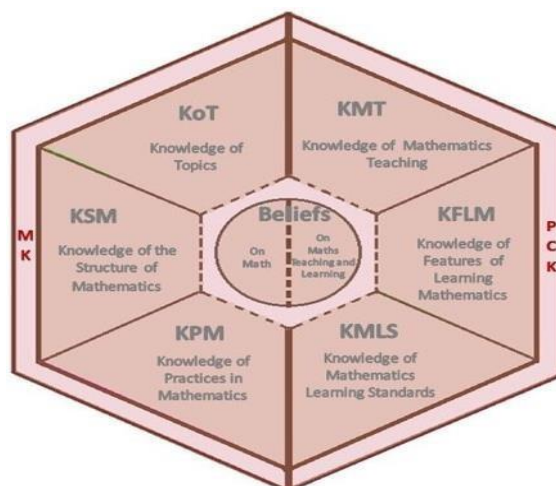 KoT
Knowledge of
Topics
KMT
Knowledge of Mathematics
Teaching
KSM
Knowledge of the
Structure of
Mathematics
Beliefs
On
Math
On
Maths
Teaching and
Learning
KFLM
Knowledge of
Features of
Learning
Mathematics
M
K
P
C
K
KPM
Knowledge of
Practices in
Mathematics
KMLS
Knowledge of
Mathematics
Learning Standards